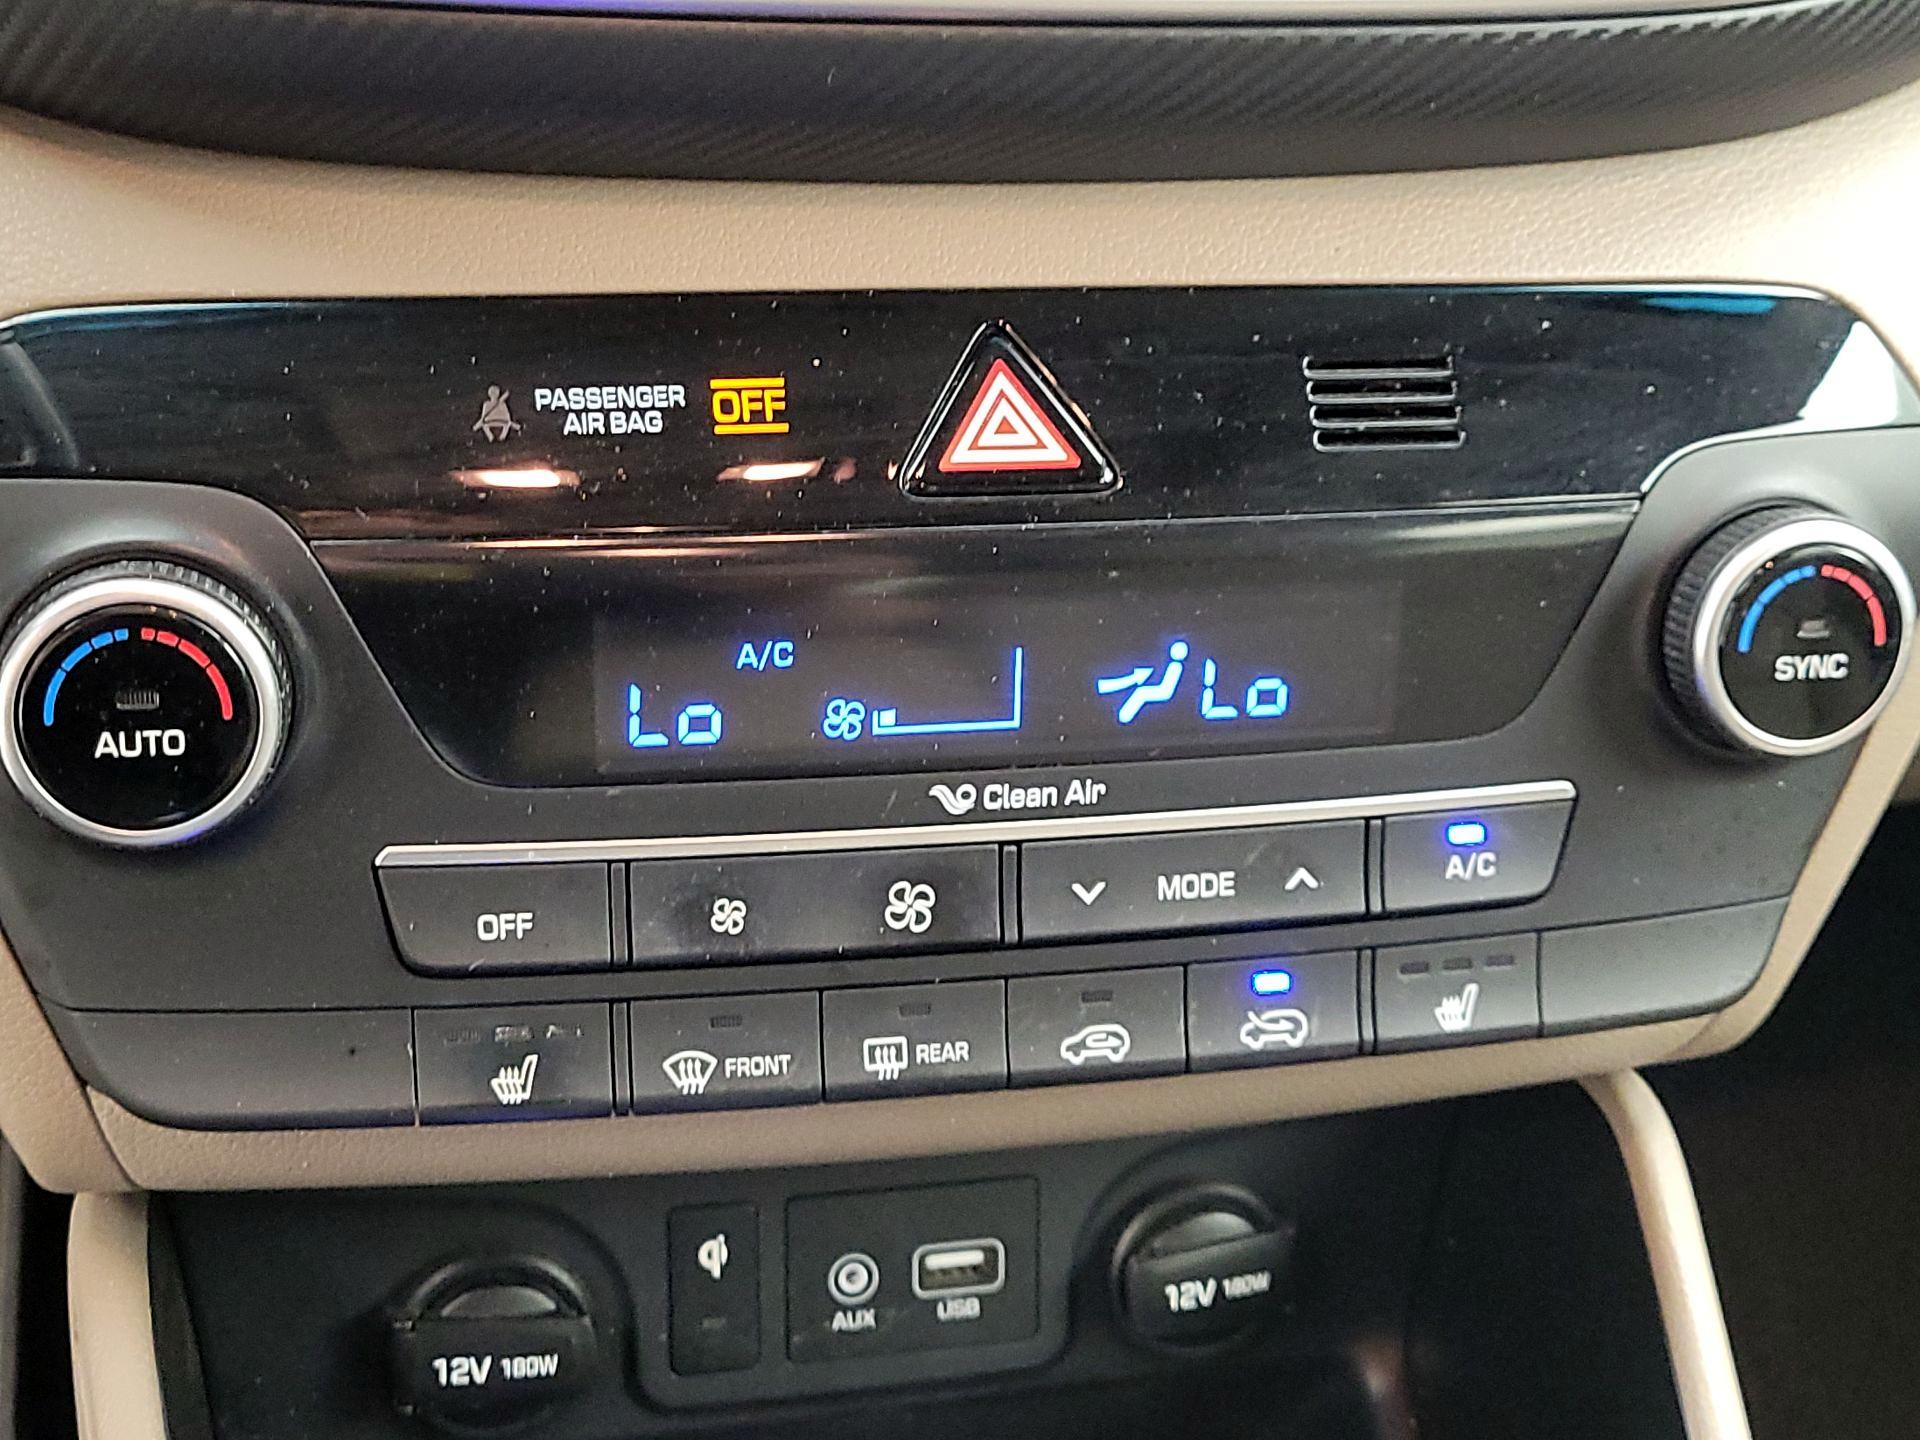 PASSENGER
AIR BAG
OFF
A/C
Lo
Lo
AUTO
SYNC
Clean Air
OFF
MODE
A/C
FRONT
REAR
AUX
USB
12V 180W
12V 180W